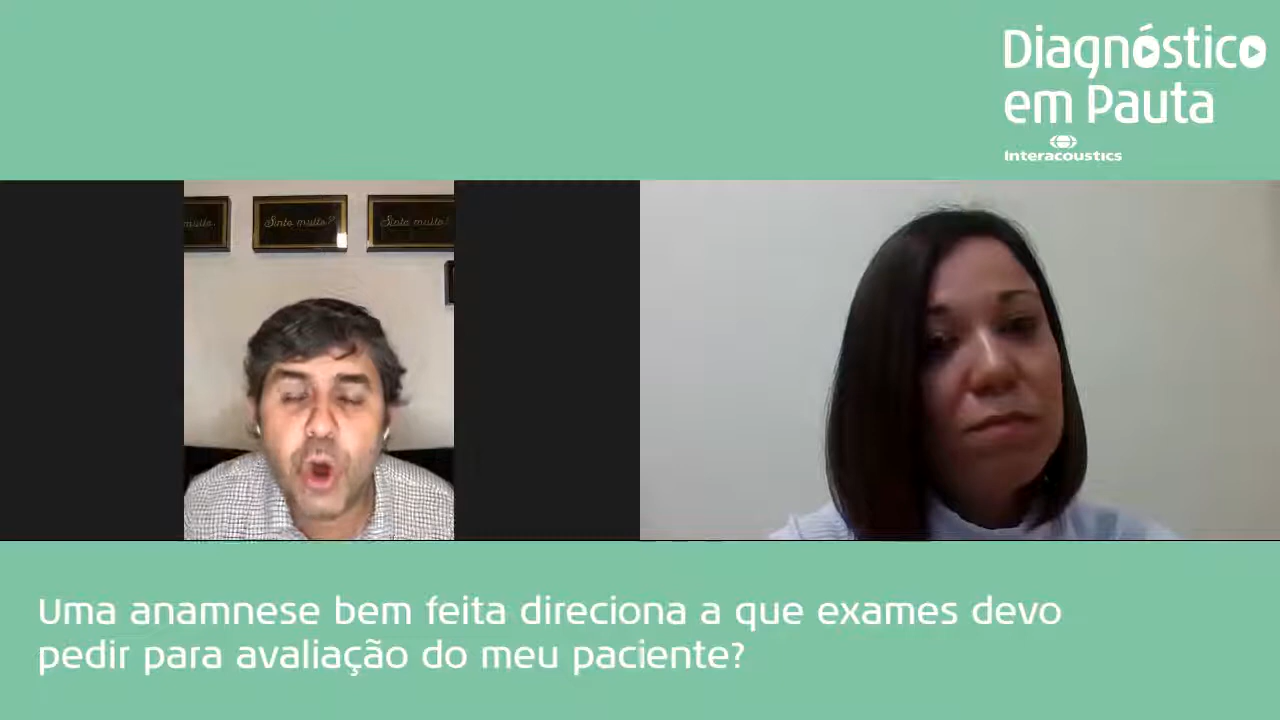 Diagnóstico
em Pauta
Interacoustics
muito.
Sinto muito?
Sinto muito!
Uma anamnese bem feita direciona a que exames devo
pedir para avaliação do meu paciente?